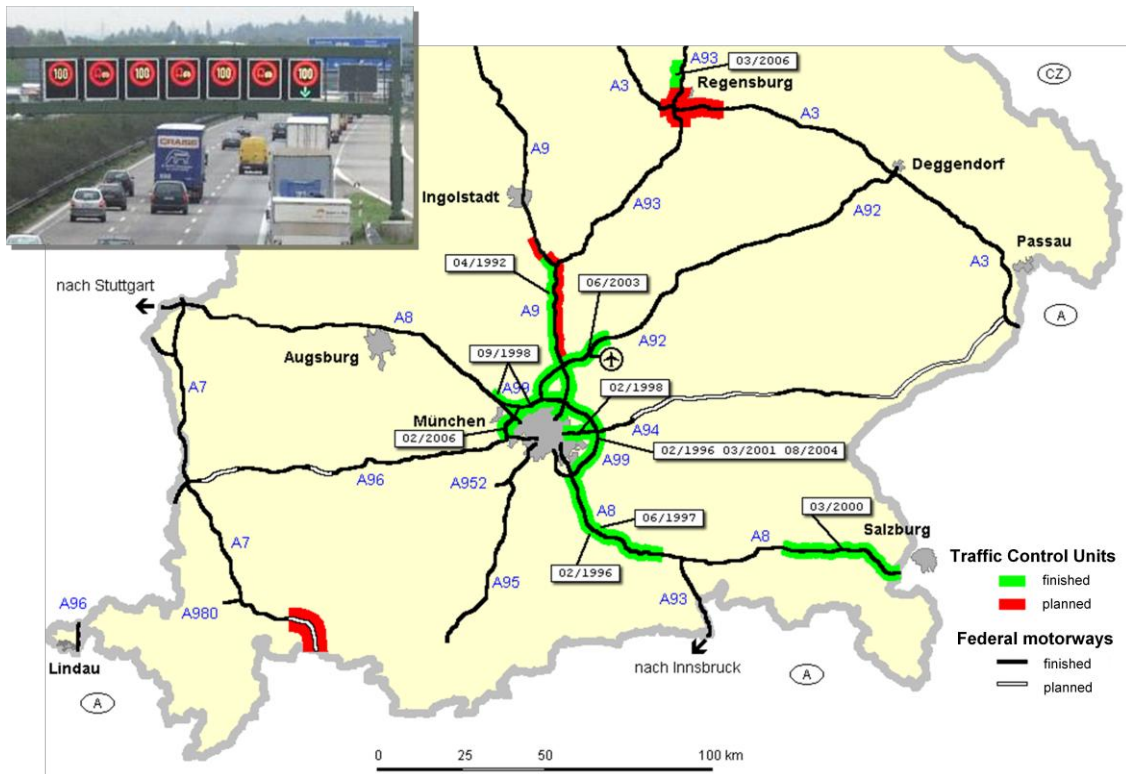 100
100
100
100
CRAISS
A93
03/2006
CZ
A3
Regensburg
A3
A9
Deggendorf
Ingolstadt
A93
A92
Passau
04/1992
A3
nach Stuttgart
06/2003
A9
A8
A
A92
Augsburg
09/1998
A99
A7
02/1998
München
A94
02/2006
02/1996 03/2001 08/2004
A99
A96
A952
03/2000
A8
06/1997
Salzburg
A8
A7
Traffic Control Units
02/1996
finished
A95
A93
planned
A96
A980
Federal motorways
finished
Lindau
nach Innsbruck
A
planned
A
0 25 50 100 km